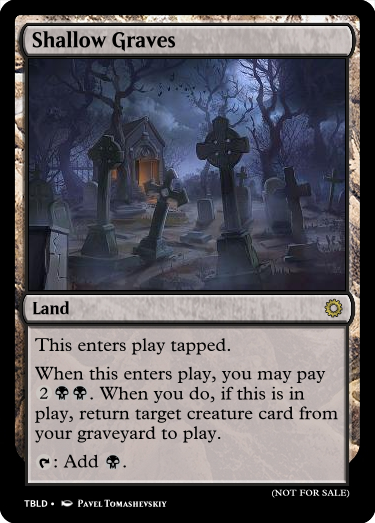 Shallow Graves
Land
This enters play tapped.
When this enters play, you may pay
2. When you do, if this is in
play, return target creature card from
your graveyard to play.
: Add .
(NOT FOR SALE)
TBLD • Pavel Tomashevskiy